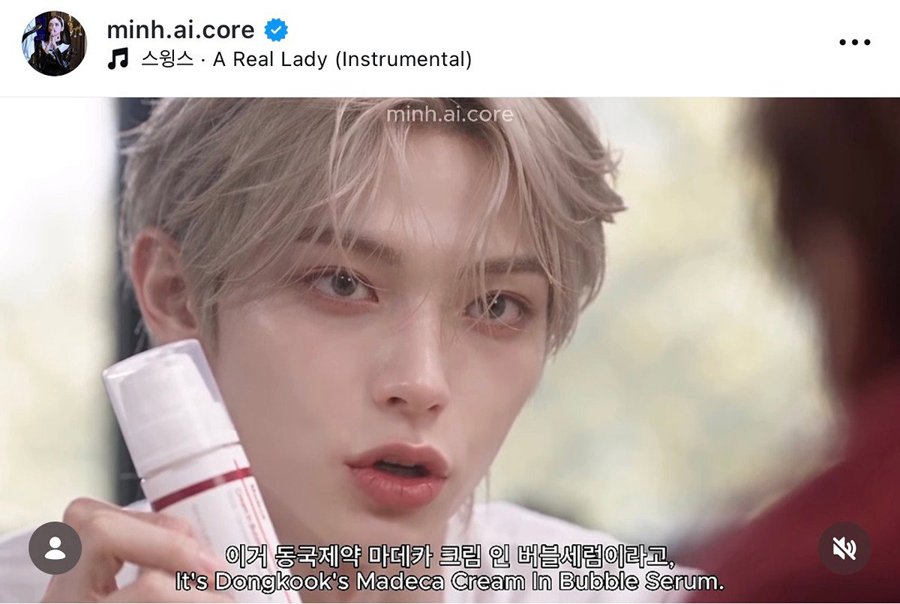 minh.ai.core
스윙스 · A Real Lady (Instrumental)
minh.ai.core
이거 동국제약 마데카 크림 인 버블세럼이라고,
It's Dongkook's Madeca Cream In Bubble Serum.